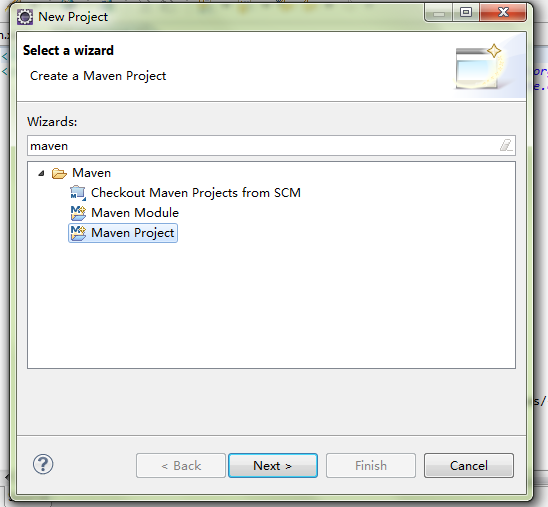 New Project
Select a wizard
Create a Maven Project
Wizards:
maven
Maven
Checkout Maven Projects from SCM
Maven Module
Maven Project
< Back
Next >
Finish
Cancel